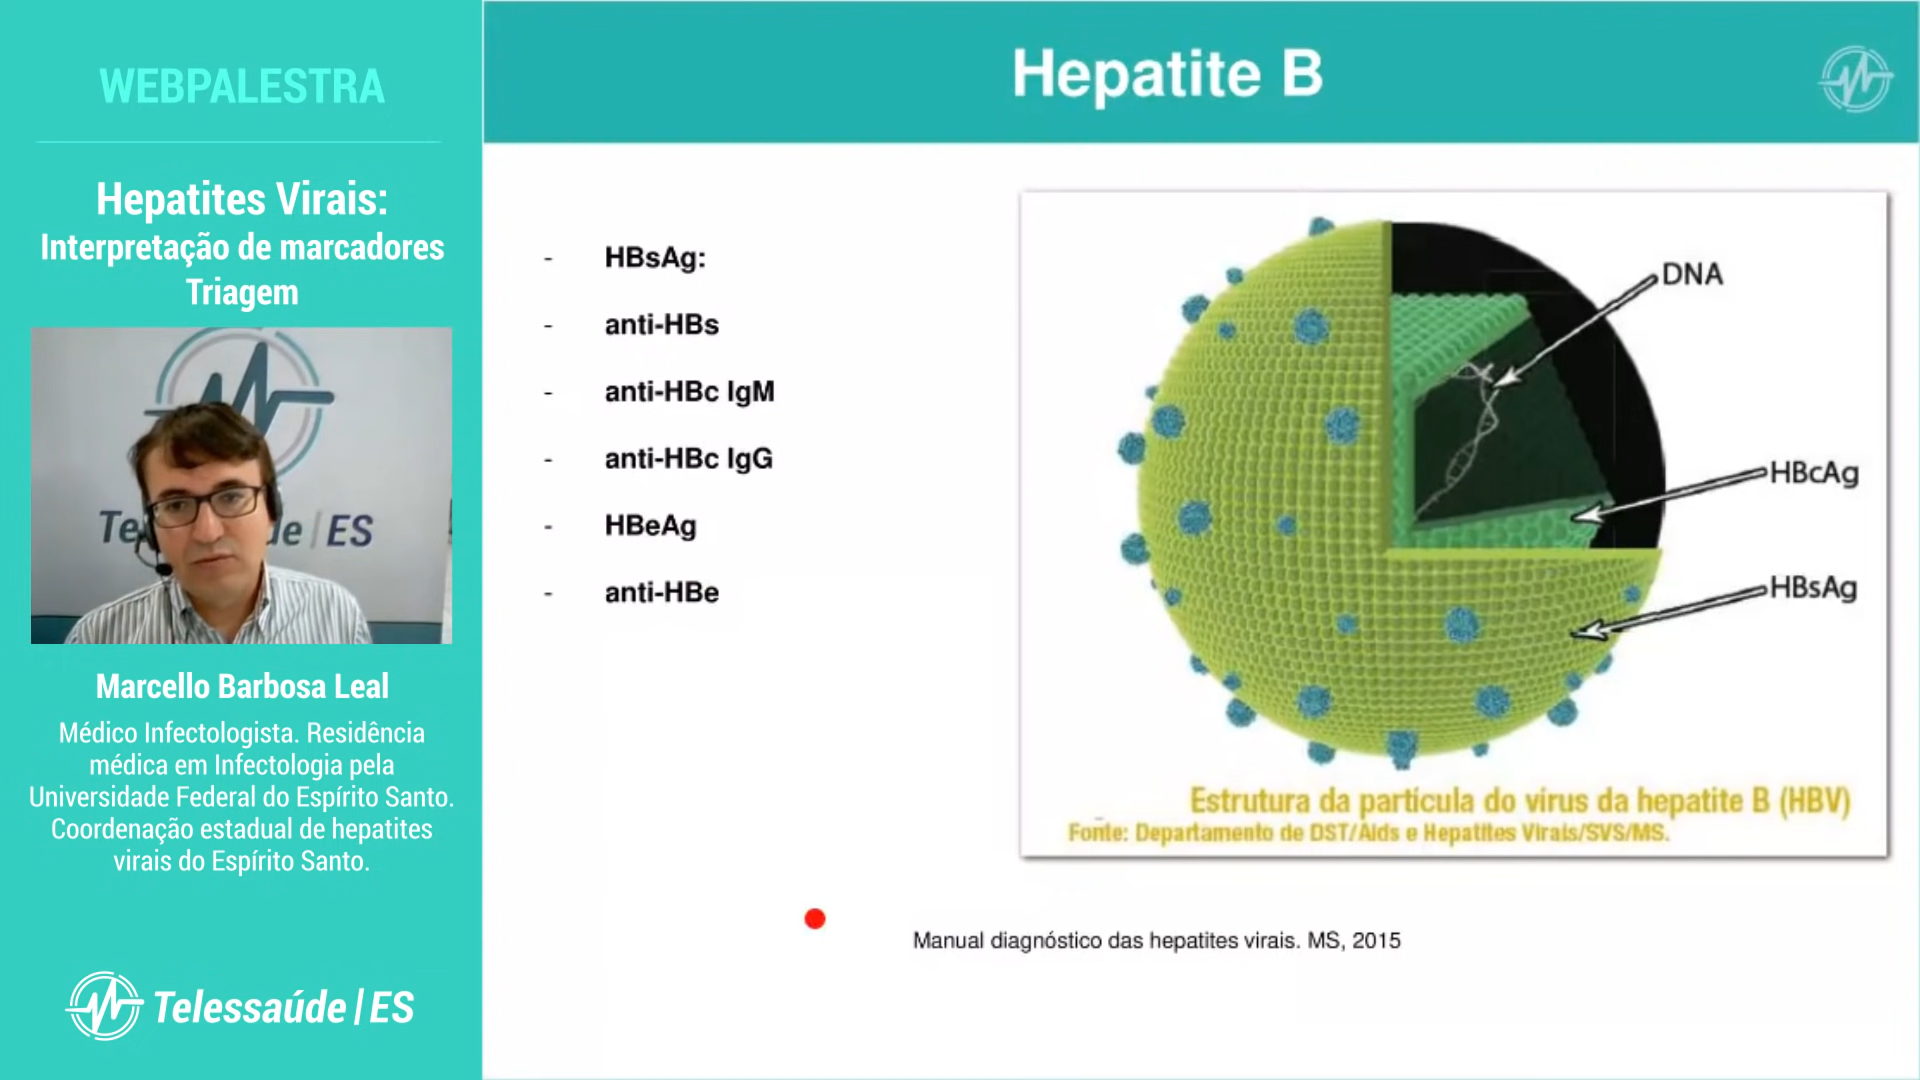 WEBPALESTRA
Hepatites Virais:
Interpretação de marcadores
Triagem
Te de | ES
Marcello Barbosa Leal
Médico Infectologista. Residência
médica em Infectologia pela
Universidade Federal do Espírito Santo.
Coordenação estadual de hepatites
virais do Espírito Santo.
Telessaúde | ES
Hepatite B
- HBsAg:
- anti-HBs
- anti-HBc IgM
- anti-HBc IgG
- HBeAg
- anti-HBe
DNA
HBcAg
HBsAg
Estrutura da partícula do vírus da hepatite B (HBV)
Fonte: Departamento de DST/Aids e Hepatites Virais/SVS/MS.
Manual diagnóstico das hepatites virais. MS, 2015